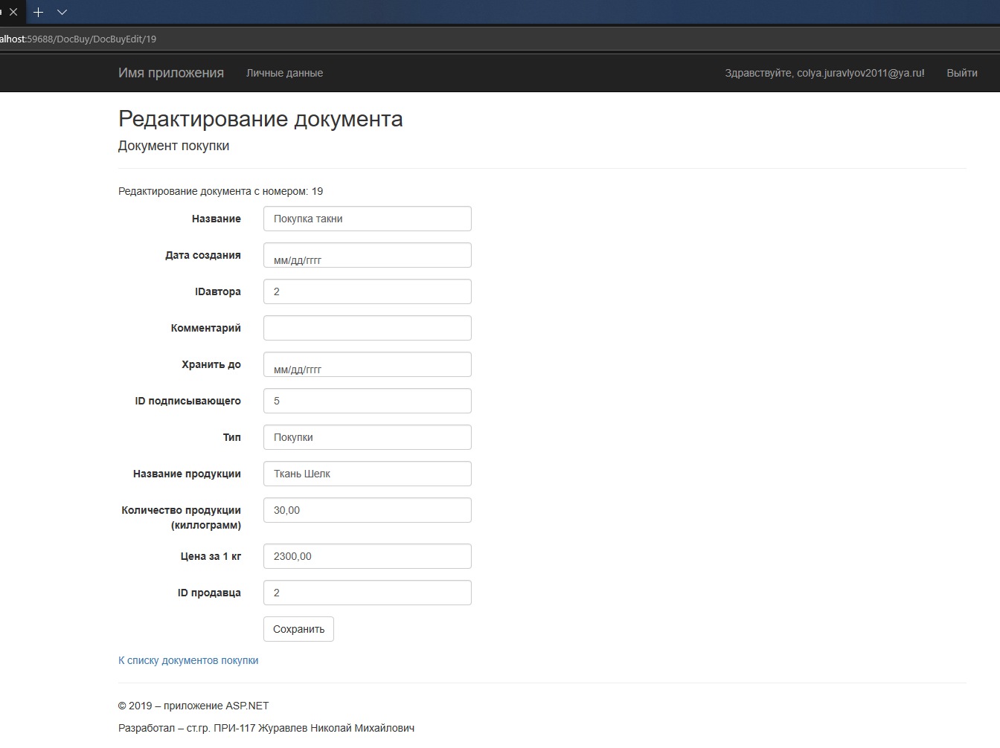 alhost:59688/DocBuy/DocBuyEdit/19
Имя приложения Личные данные Здравствуйте, colya.juravlyov2011@ya.ru! Выйти
Редактирование документа
Документ покупки
Редактирование документа с номером: 19
Название Покупка такни
Дата создания мм/дд/гггг
IDавтора 2
Комментарий
Хранить до мм/дд/гггг
ID подписывающего 5
Тип Покупки
Название продукции Ткань Шелк
Количество продукции 30,00
(киллограмм)
Цена за 1 кг 2300,00
ID продавца 2
Сохранить
К списку документов покупки
© 2019 – приложение ASP.NET
Разработал – ст.гр. ПРИ-117 Журавлев Николай Михайлович